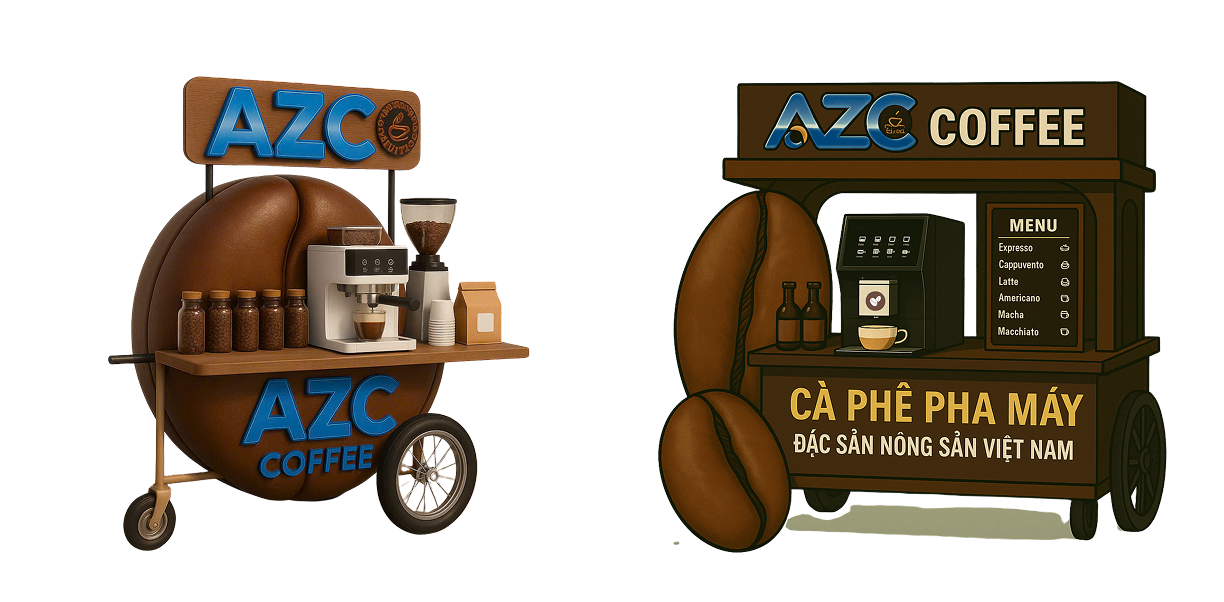 AZC
AZC
COFFEE
AZC COFFEE
MENU
Expresso
Cappuvento
Latte
Americano
Macha
Macchiato
CÀ PHÊ PHA MÁY
ĐẶC SẢN NÔNG SẢN VIỆT NAM